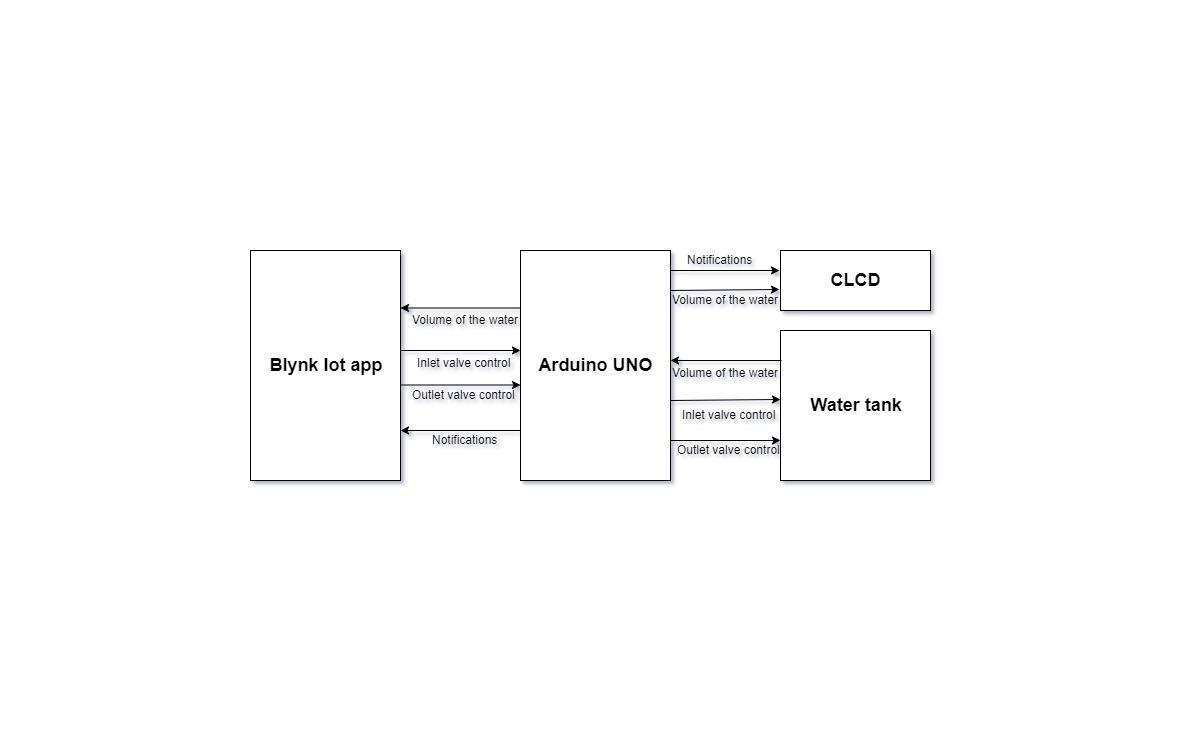 Notifications
CLCD
Volume of the water
Volume of the water
Inlet valve control
Blynk Iot app
Arduino UNO
Outlet valve control
Notifications
Volume of the water
Water tank
Inlet valve control
Outlet valve control